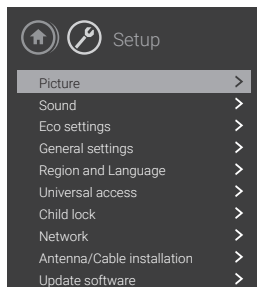 Setup
Picture
Sound
Eco settings
General settings
Region and Language
Universal access
Child lock
Network
Antenna/Cable installation
Update software